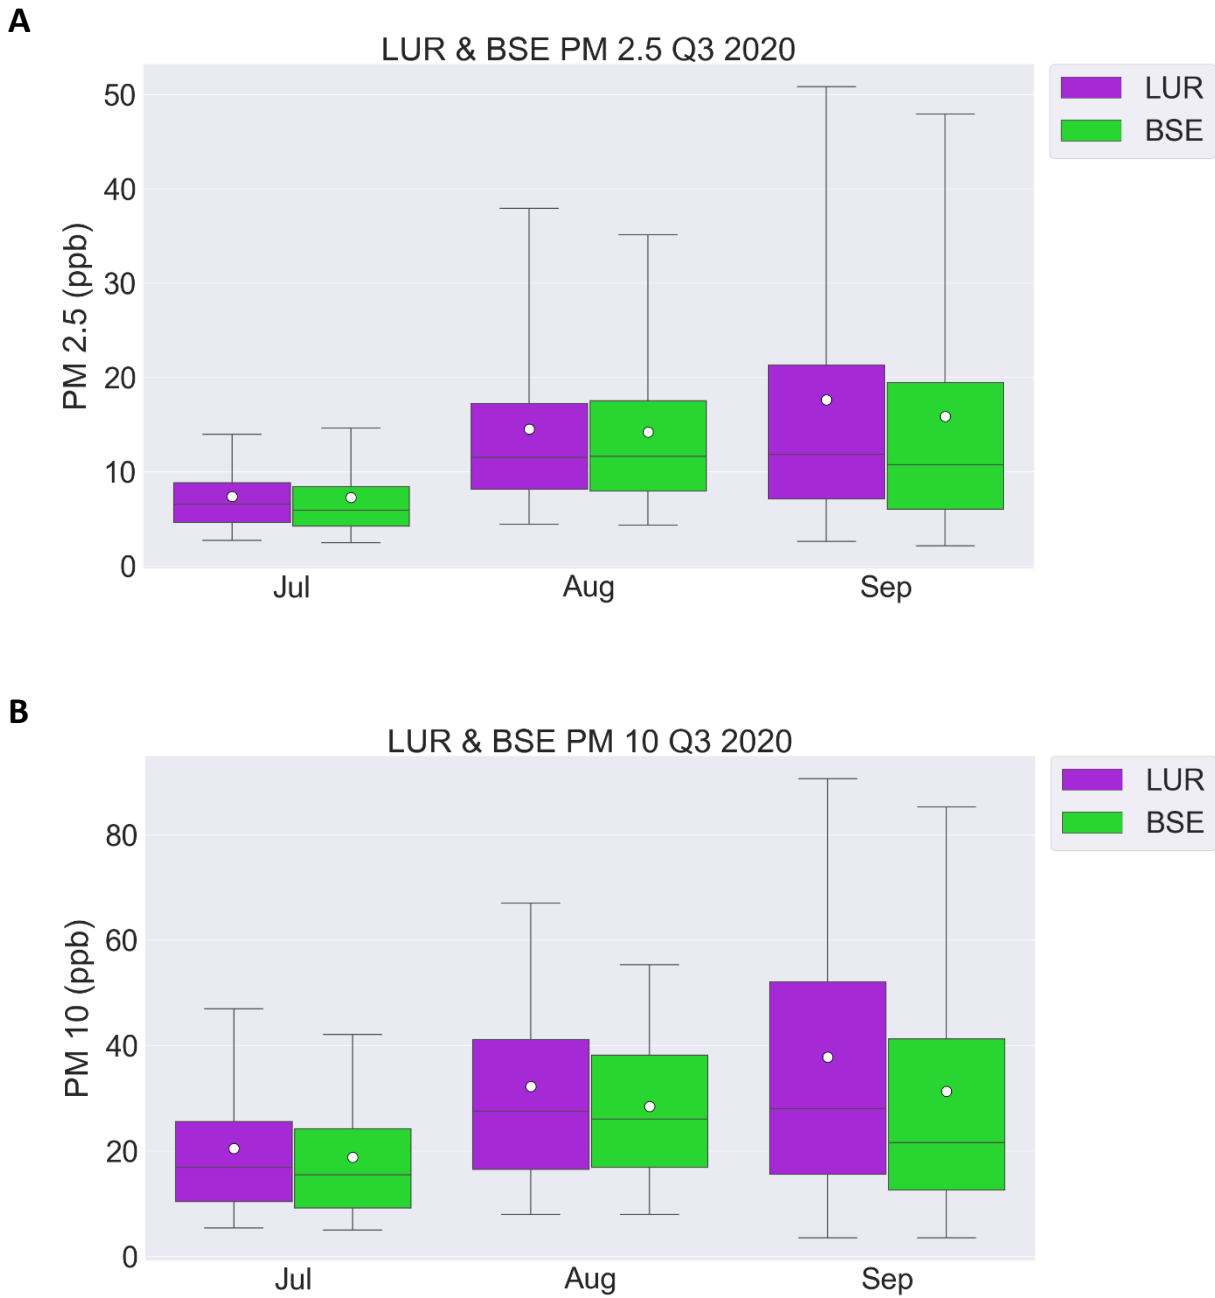 A
LUR & BSE PM 2.5 Q3 2020
LUR
BSE
PM 2.5 (ppb)
50
40
30
20
10
0
Jul
Aug
Sep
B
LUR & BSE PM 10 Q3 2020
LUR
BSE
PM 10 (ppb)
80
60
40
20
0
Jul
Aug
Sep